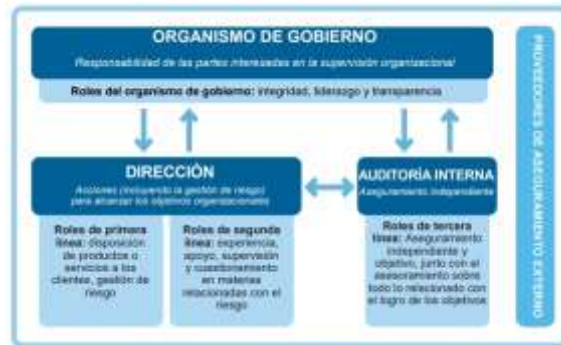 ORGANISMO DE GOBIERNO
Responsabilidad de las partes interesadas en la supervisión organizacional
Roles del organismo de gobierno: integridad, liderazgo y transparencia
DIRECCIÓN
Acciones (incluyendo la gestión de riesgo)
para alcanzar los objetivos organizacionales
Roles de primera
línea: disposición
de productos o
servicios a los
clientes, gestión de
riesgo
Roles de segunda
línea: experiencia,
apoyo, supervisión
y cuestionamiento
en materias
relacionadas con el
riesgo
AUDITORÍA INTERNA
Aseguramiento independiente
Roles de tercera
línea: Aseguramiento
independiente y
objetivo, junto con el
asesoramiento sobre
todo lo relacionado con
el logro de los objetivos
PROVEEDORES DE ASEGURAMIENTO EXTERNO